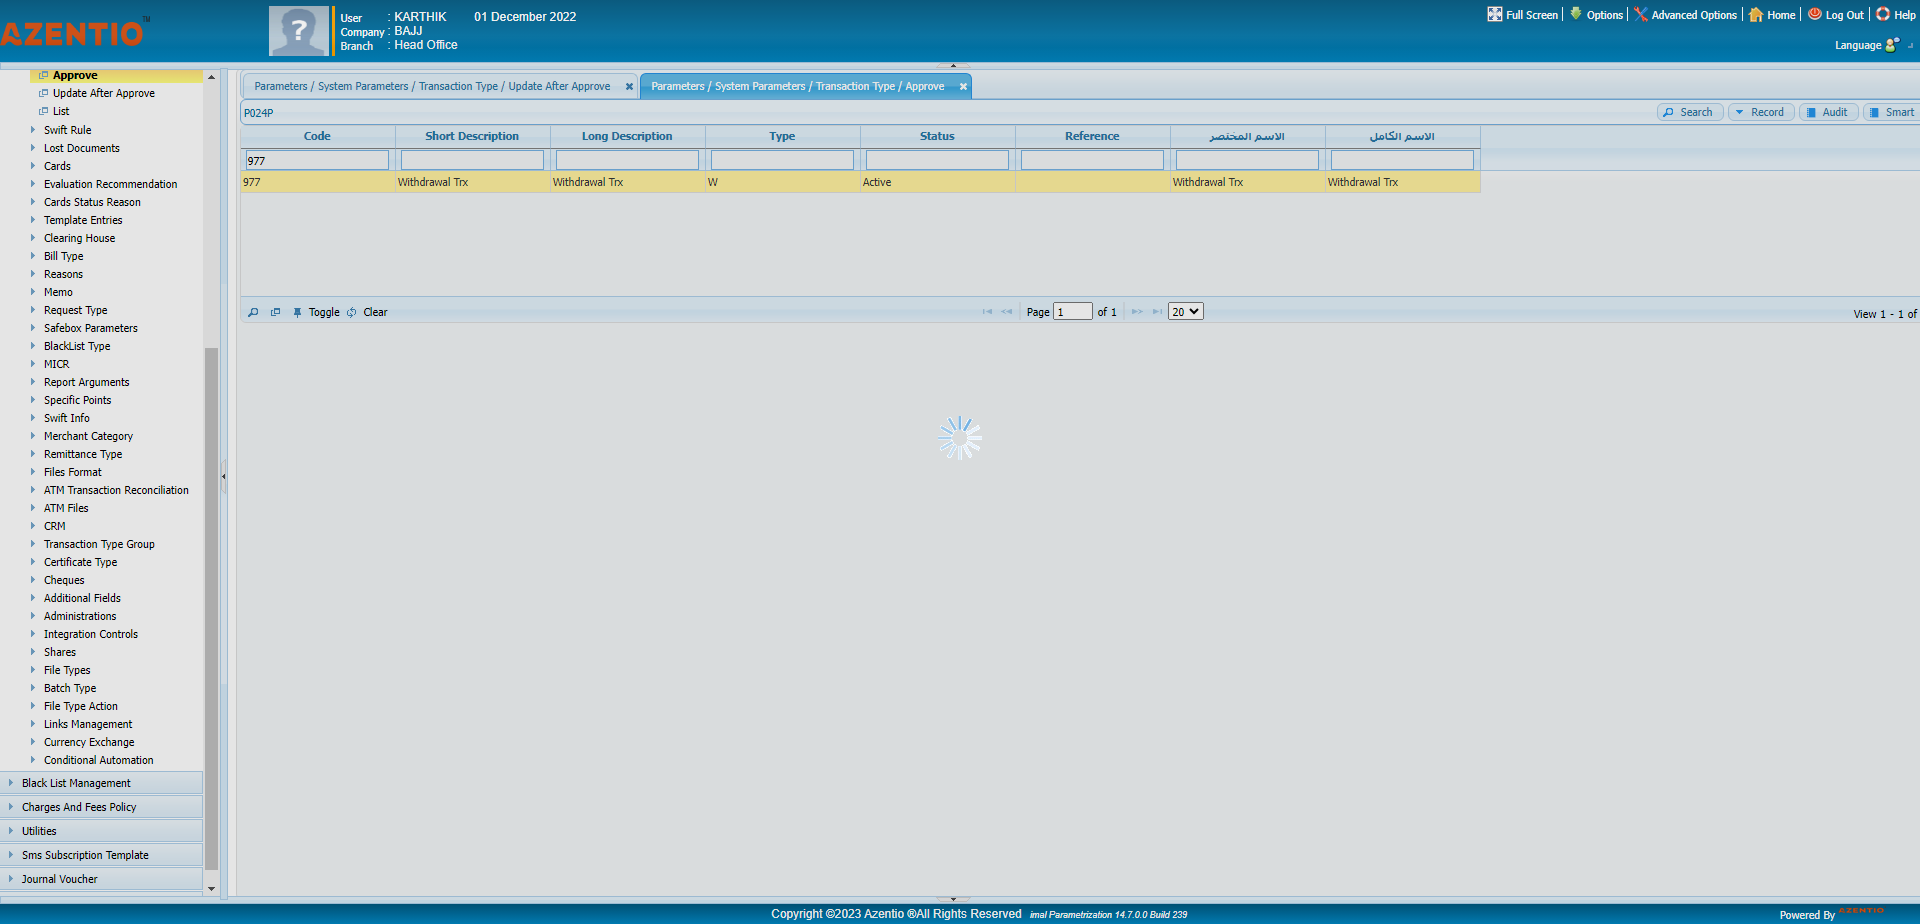 AZENTIO™
User : KARTHIK 01 December 2022
Company : BAJJ
Branch : Head Office
Full Screen Options Advanced Options Home Log Out Help
Language
Approve
Update After Approve
List
Swift Rule
Lost Documents
Cards
Evaluation Recommendation
Cards Status Reason
Template Entries
Clearing House
Bill Type
Reasons
Memo
Request Type
Safebox Parameters
BlackList Type
MICR
Report Arguments
Specific Points
Swift Info
Merchant Category
Remittance Type
Files Format
ATM Transaction Reconciliation
ATM Files
CRM
Transaction Type Group
Certificate Type
Cheques
Additional Fields
Administrations
Integration Controls
Shares
File Types
Batch Type
File Type Action
Links Management
Currency Exchange
Conditional Automation
Black List Management
Charges And Fees Policy
Utilities
Sms Subscription Template
Journal Voucher
Parameters / System Parameters / Transaction Type / Update After Approve
Parameters / System Parameters / Transaction Type / Approve
P024P
Search Record Audit Smart
Code Short Description Long Description Type Status Reference الاسم المختصر الاسم الكامل
977
977 Withdrawal Trx Withdrawal Trx W Active Withdrawal Trx Withdrawal Trx
Toggle Clear
Page 1 of 1 20
View 1 - 1 of
Copyright ©2023 Azentio ®All Rights Reserved imal Parametrization 14.7.0.0 Build 239
Powered By AZENTIO